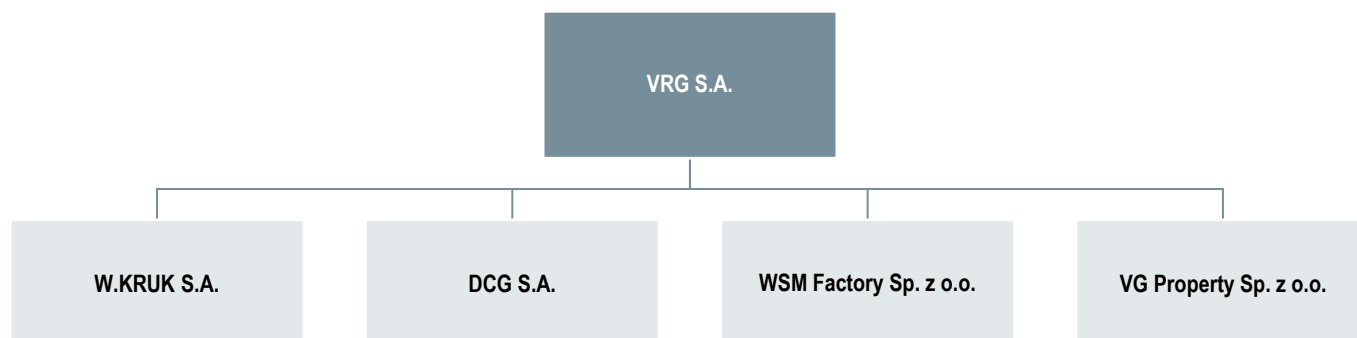 VRG S.A.
W.KRUK S.A.
DCG S.A.
WSM Factory Sp. z o.o.
VG Property Sp. z o.o.